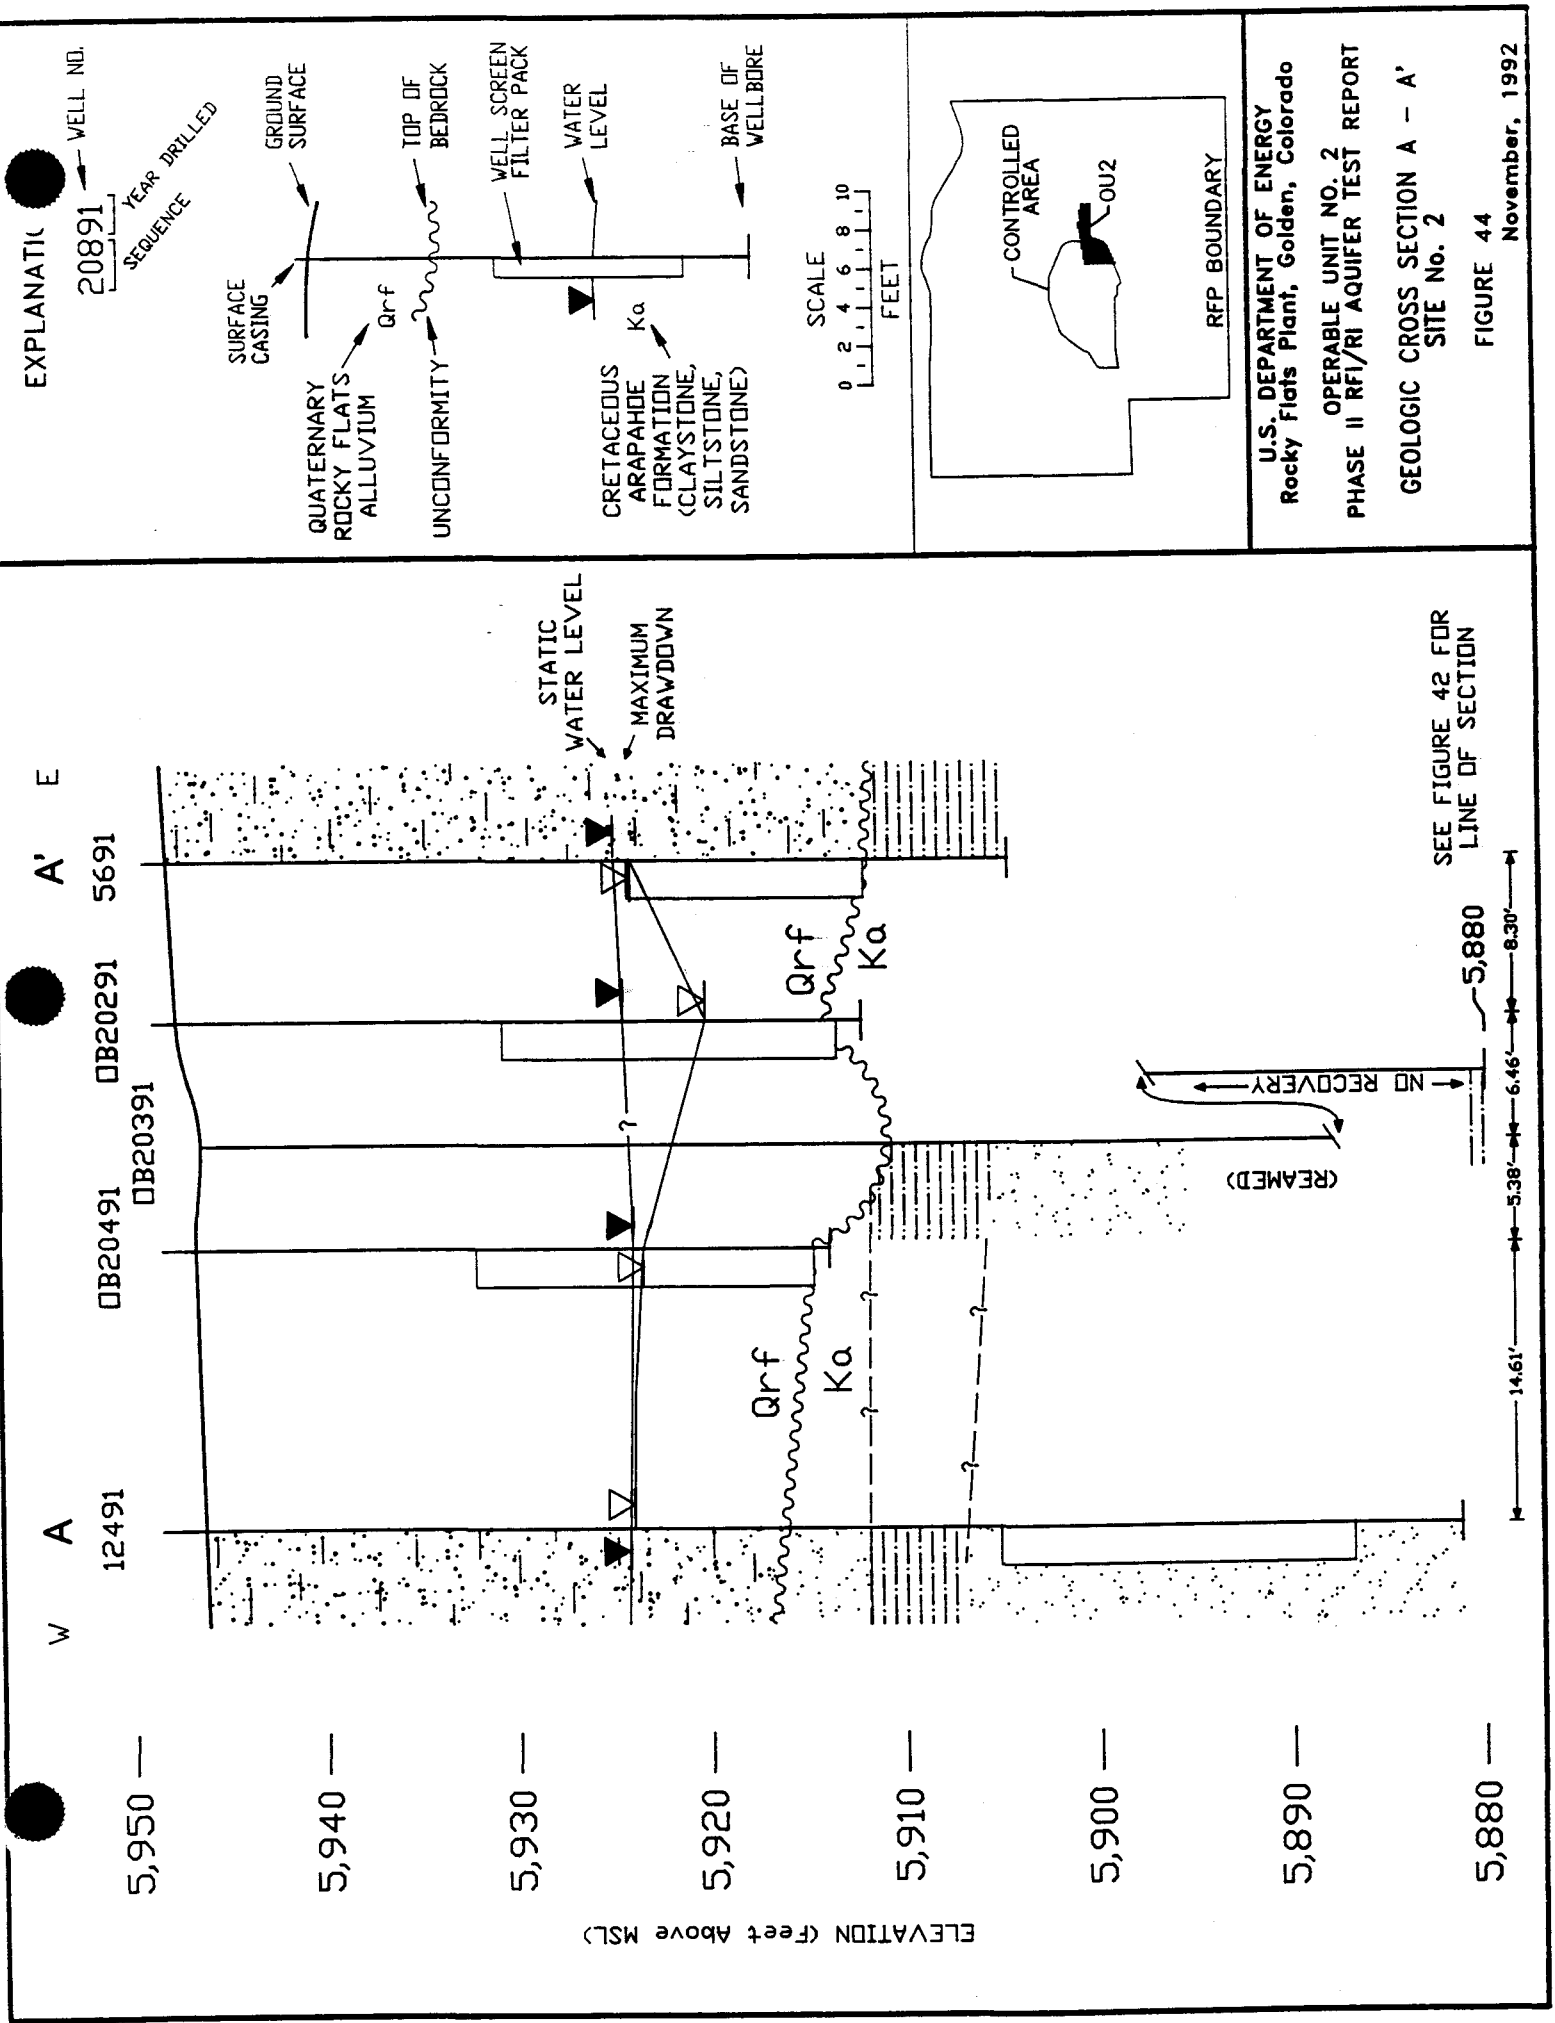 W
A
A'
E
12491
OB20491
OB20391
OB20291
5691
5,950
5,940
5,930
5,920
5,910
5,900
5,890
5,880
ELEVATION (Feet Above MSL)
STATIC
WATER LEVEL
MAXIMUM
DRAWDOWN
?
Qrf
Ka
Qrf
Ka
?
?
?
?
(REAMED)
NO RECOVERY
5,880
14.61'
5.38'
6.46'
8.30'
SEE FIGURE 42 FOR
LINE OF SECTION
EXPLANATI
20891
WELL NO.
SEQUENCE
YEAR DRILLED
SURFACE
CASING
GROUND
SURFACE
QUATERNARY
ROCKY FLATS
ALLUVIUM
Qrf
TOP OF
BEDROCK
UNCONFORMITY
WELL SCREEN
FILTER PACK
WATER
LEVEL
CRETACEOUS
ARAPAHOE
FORMATION
(CLAYSTONE,
SILTSTONE,
SANDSTONE)
Ka
BASE OF
WELLBORE
SCALE
0 2 4 6 8 10
FEET
CONTROLLED
AREA
OU2
RFP BOUNDARY
U.S. DEPARTMENT OF ENERGY
Rocky Flats Plant, Golden, Colorado
OPERABLE UNIT NO. 2
PHASE II RFI/RI AQUIFER TEST REPORT
GEOLOGIC CROSS SECTION A - A'
SITE No. 2
FIGURE 44
November, 1992